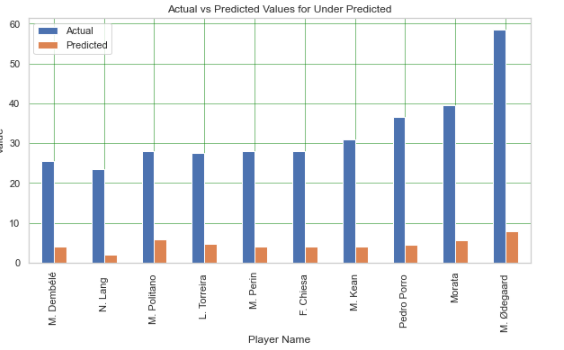 Actual vs Predicted Values for Under Predicted
Actual
Predicted
60
50
40
30
20
10
0
M. Dembélé
N. Lang
M. Politano
L. Torreira
M. Perin
F. Chiesa
M. Kean
Pedro Porro
Morata
M. Ødegaard
Player Name